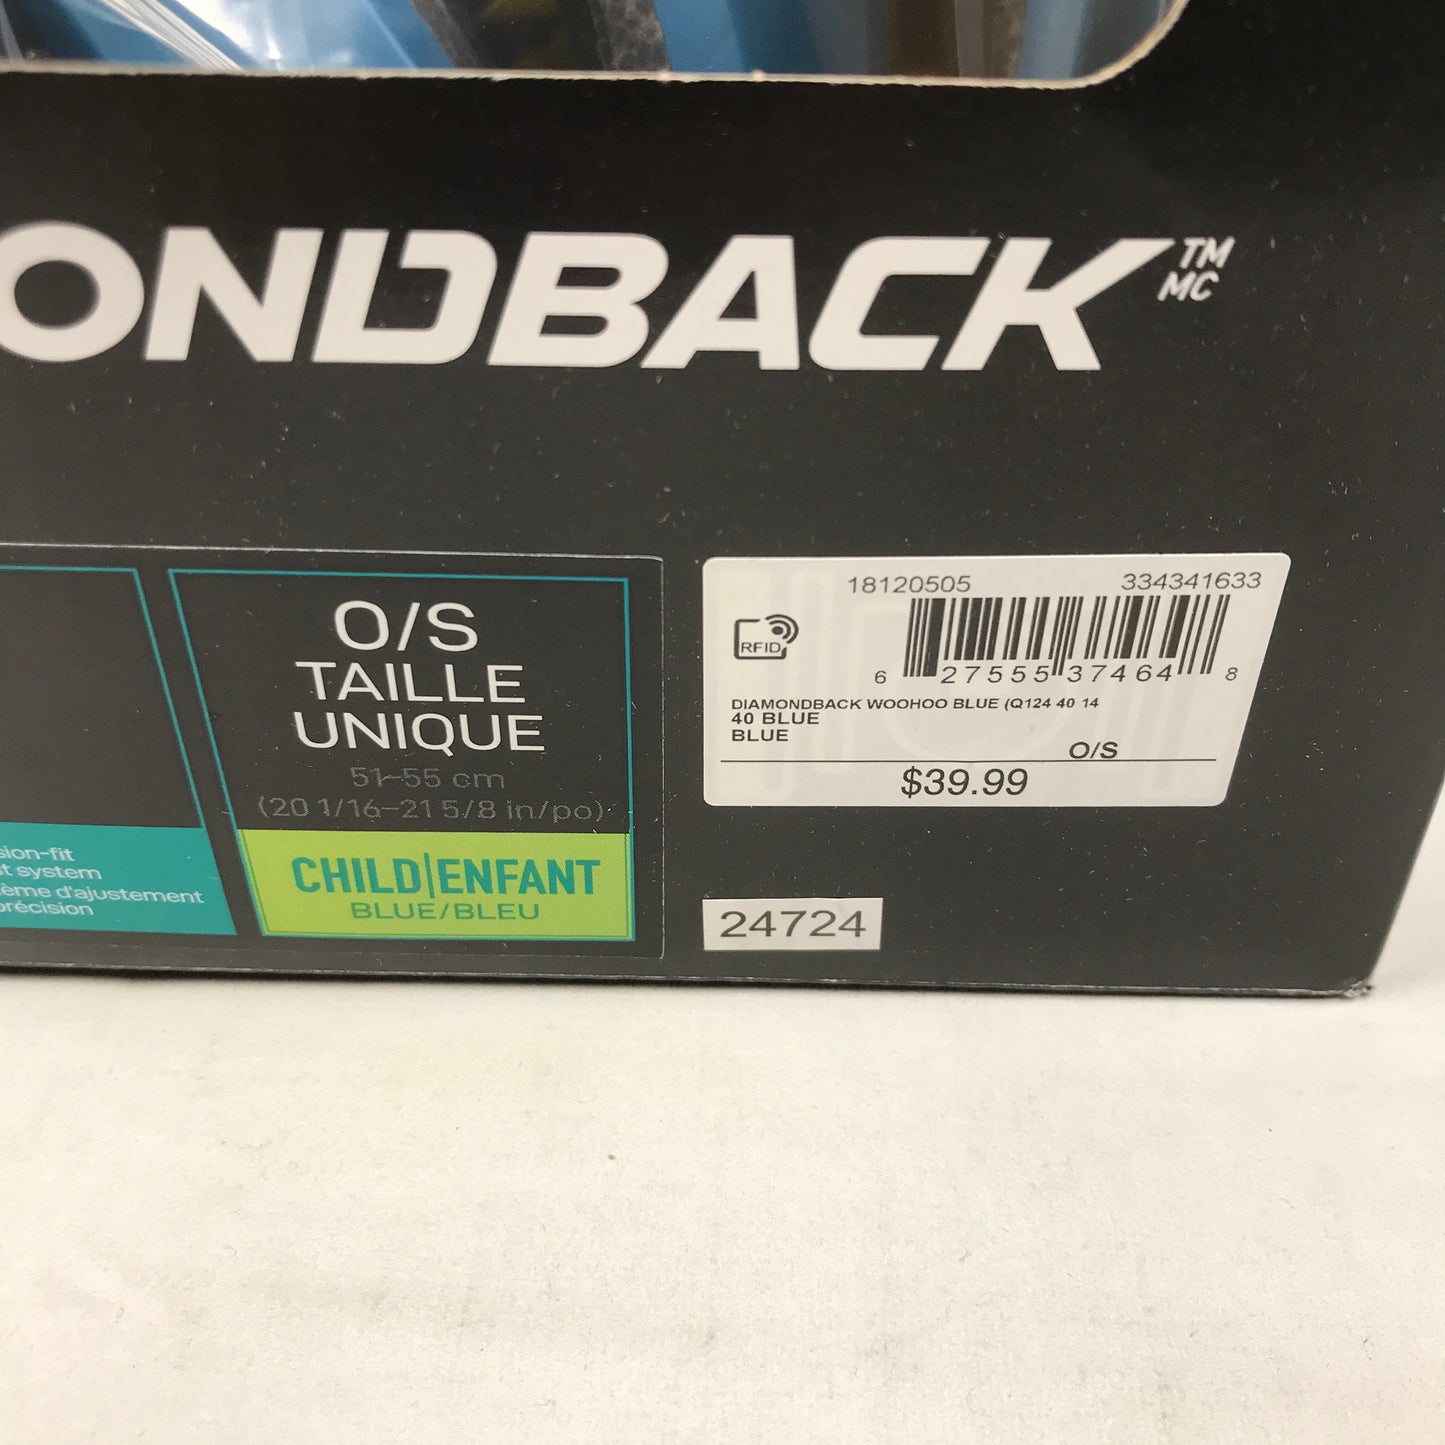 ONDBACK TM
MC
O/S
TAILLE
UNIQUE
51–55 cm
(20 1/16–21 5/8 in/po)
CHILD|ENFANT
BLUE/BLEU
sion-fit
st system
ème d'ajustement
précision
18120505 334341633
RFID
6 27555 37464 8
DIAMONDBACK WOOHOO BLUE (Q124 40 14
40 BLUE
BLUE
O/S
$39.99
24724